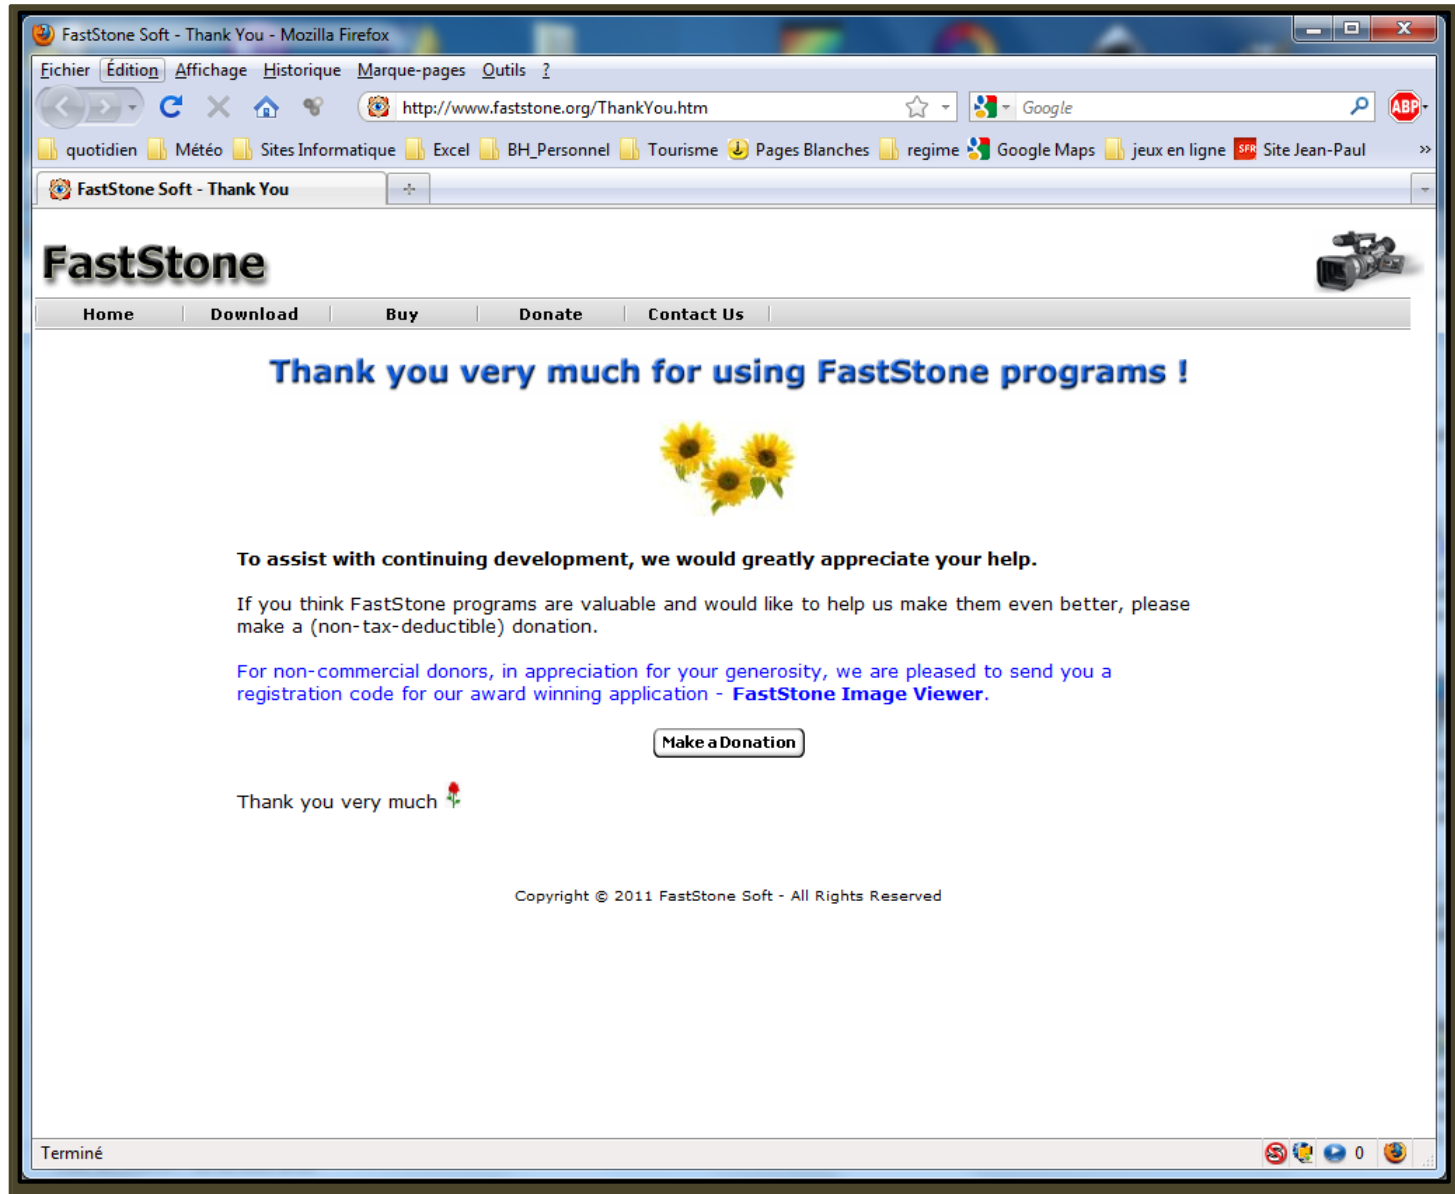 FastStone Soft - Thank You - Mozilla Firefox
Fichier Édition Affichage Historique Marque-pages Outils ?
http://www.faststone.org/ThankYou.htm Google ABP
quotidien Météo Sites Informatique Excel BH_Personnel Tourisme Pages Blanches regime Google Maps jeux en ligne SFR Site Jean-Paul »
FastStone Soft - Thank You
FastStone
Home Download Buy Donate Contact Us
Thank you very much for using FastStone programs !
To assist with continuing development, we would greatly appreciate your help.
If you think FastStone programs are valuable and would like to help us make them even better, please
make a (non-tax-deductible) donation.
For non-commercial donors, in appreciation for your generosity, we are pleased to send you a
registration code for our award winning application - FastStone Image Viewer.
Make a Donation
Thank you very much
Copyright © 2011 FastStone Soft - All Rights Reserved
Terminé 0